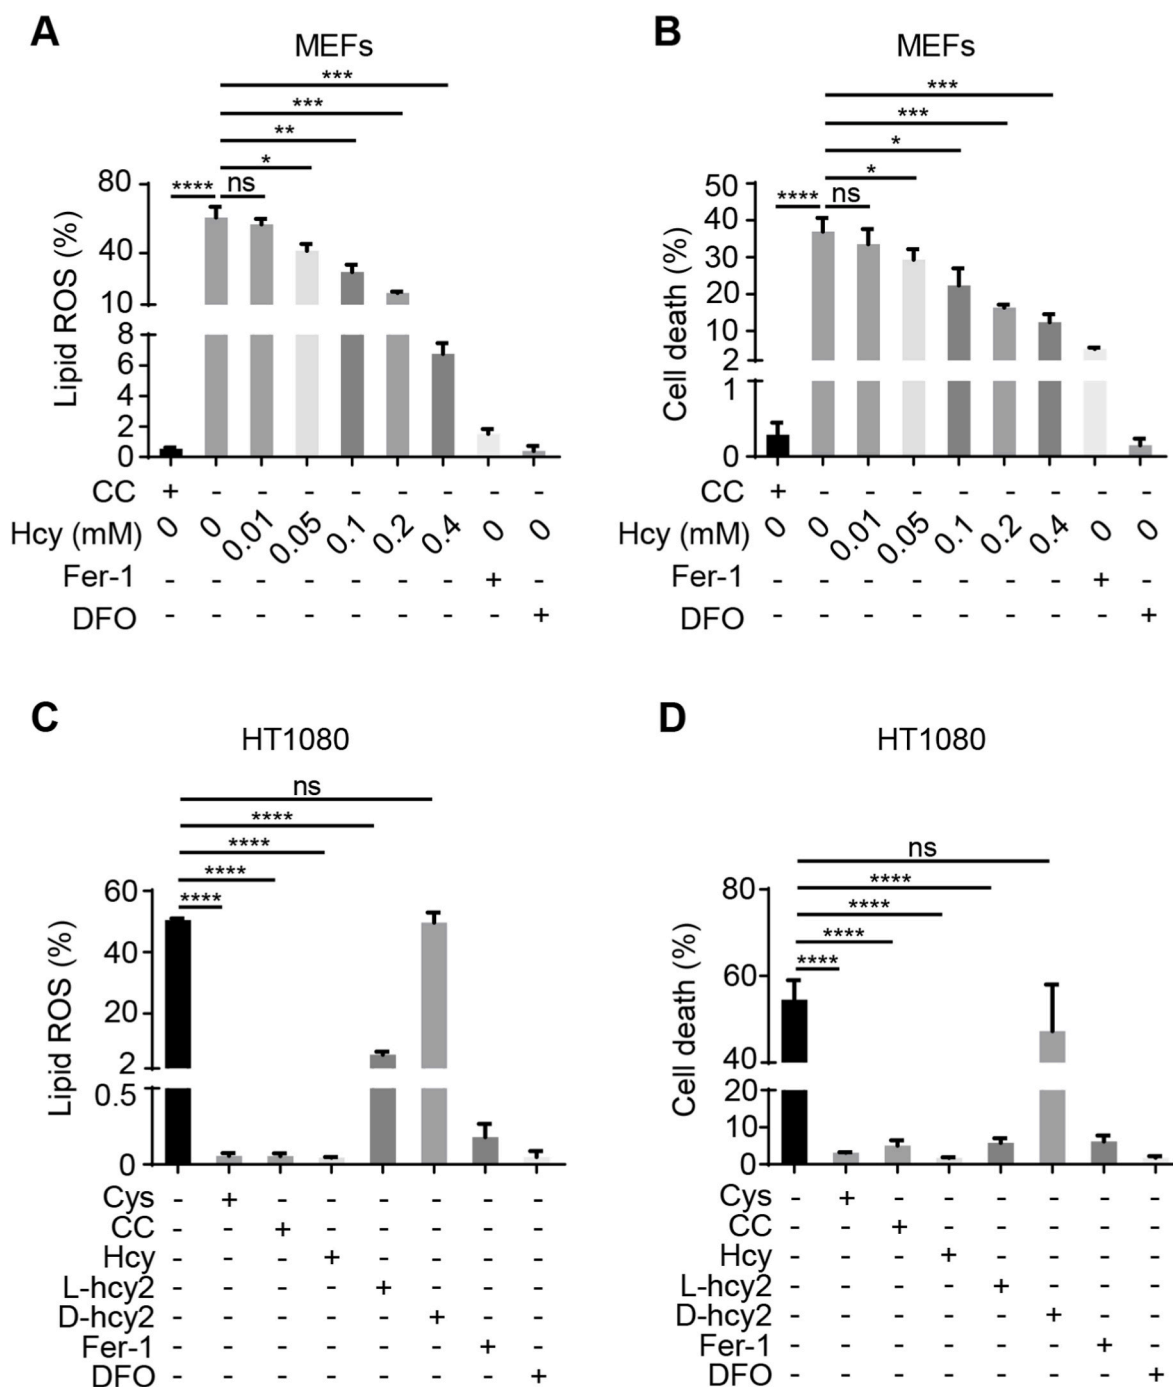 A
MEFs
***
***
**
*
**** ns
Lipid ROS (%)
80
40
10
8
6
4
2
0
CC + - - - - - - - -
Hcy (mM) 0 0 0.01 0.05 0.1 0.2 0.4 0 0
Fer-1 - - - - - - - + -
DFO - - - - - - - - +
B
MEFs
***
***
*
*
**** ns
Cell death (%)
50
40
30
20
10
2
1
0
CC + - - - - - - - -
Hcy (mM) 0 0 0.01 0.05 0.1 0.2 0.4 0 0
Fer-1 - - - - - - - + -
DFO - - - - - - - - +
C
HT1080
ns
****
****
****
****
Lipid ROS (%)
60
40
20
2
0.5
0
Cys - + - - - - - -
CC - - + - - - - -
Hcy - - - + - - - -
L-hcy2 - - - - + - - -
D-hcy2 - - - - - + - -
Fer-1 - - - - - - + -
DFO - - - - - - - +
D
HT1080
ns
****
****
****
****
Cell death (%)
80
60
40
20
10
0
Cys - + - - - - - -
CC - - + - - - - -
Hcy - - - + - - - -
L-hcy2 - - - - + - - -
D-hcy2 - - - - - + - -
Fer-1 - - - - - - + -
DFO - - - - - - - +